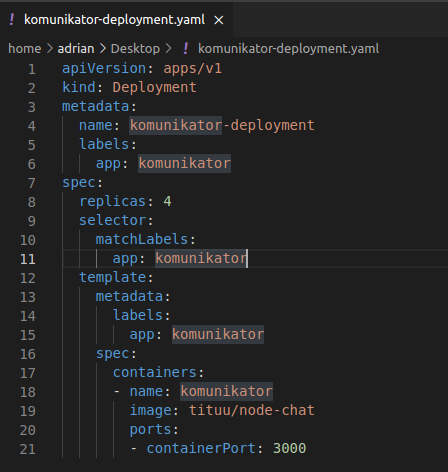 ! komunikator-deployment.yaml ×
home > adrian > Desktop > ! komunikator-deployment.yaml
1 apiVersion: apps/v1
2 kind: Deployment
3 metadata:
4   name: komunikator-deployment
5   labels:
6     app: komunikator
7 spec:
8   replicas: 4
9   selector:
10     matchLabels:
11       app: komunikator
12   template:
13     metadata:
14       labels:
15         app: komunikator
16     spec:
17       containers:
18       - name: komunikator
19         image: tituu/node-chat
20         ports:
21         - containerPort: 3000